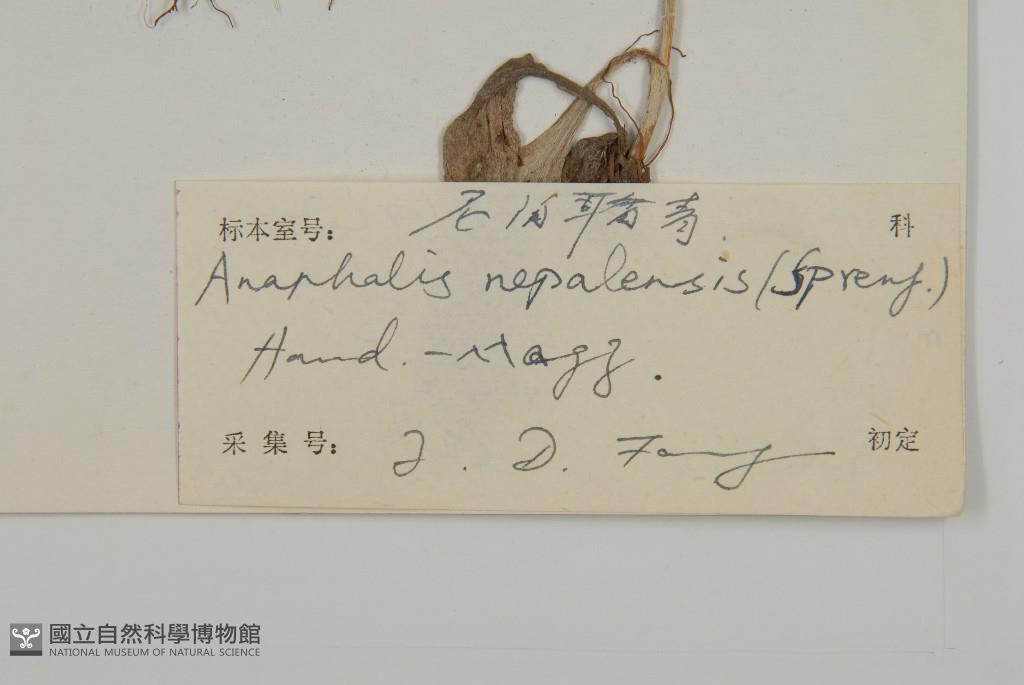 标本室号： 尼泊耳香青 科
Anaphalis nepalensis (Spreng.)
Hand.-Mazz.
采集号： J. D. Fang 初定
國立自然科學博物館
NATIONAL MUSEUM OF NATURAL SCIENCE